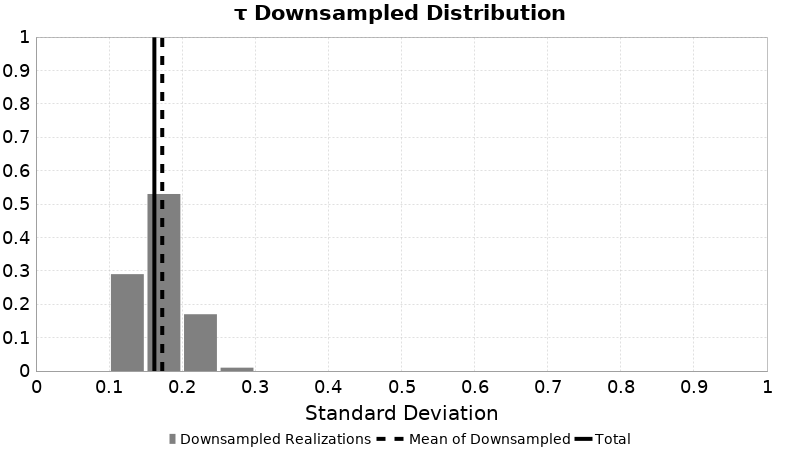 τ Downsampled Distribution
1
0.9
0.8
0.7
0.6
0.5
0.4
0.3
0.2
0.1
0
0 0.1 0.2 0.3 0.4 0.5 0.6 0.7 0.8 0.9 1
Standard Deviation
Downsampled Realizations Mean of Downsampled Total